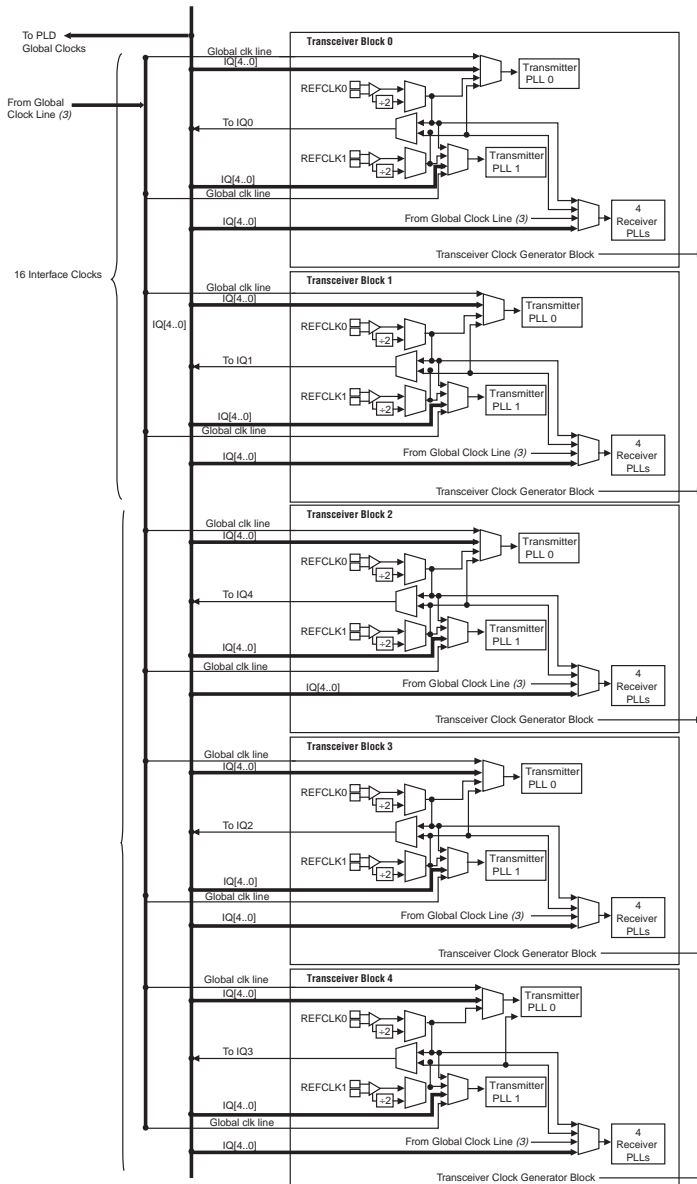 To PLD
Global Clocks
From Global
Clock Line (3)
16 Interface Clocks
IQ[4..0]
Transceiver Block 0
Global clk line
IQ[4..0]
REFCLK0
÷2
Transmitter
PLL 0
To IQ0
REFCLK1
÷2
Transmitter
PLL 1
IQ[4..0]
Global clk line
IQ[4..0]
From Global Clock Line (3)
4
Receiver
PLLs
Transceiver Clock Generator Block
Transceiver Block 1
Global clk line
IQ[4..0]
REFCLK0
÷2
Transmitter
PLL 0
To IQ1
REFCLK1
÷2
Transmitter
PLL 1
IQ[4..0]
Global clk line
IQ[4..0]
From Global Clock Line (3)
4
Receiver
PLLs
Transceiver Clock Generator Block
Transceiver Block 2
Global clk line
IQ[4..0]
REFCLK0
÷2
Transmitter
PLL 0
To IQ4
REFCLK1
÷2
Transmitter
PLL 1
IQ[4..0]
Global clk line
IQ[4..0]
From Global Clock Line (3)
4
Receiver
PLLs
Transceiver Clock Generator Block
Transceiver Block 3
Global clk line
IQ[4..0]
REFCLK0
÷2
Transmitter
PLL 0
To IQ2
REFCLK1
÷2
Transmitter
PLL 1
IQ[4..0]
Global clk line
IQ[4..0]
From Global Clock Line (3)
4
Receiver
PLLs
Transceiver Clock Generator Block
Transceiver Block 4
Global clk line
IQ[4..0]
REFCLK0
÷2
Transmitter
PLL 0
To IQ3
REFCLK1
÷2
Transmitter
PLL 1
IQ[4..0]
Global clk line
IQ[4..0]
From Global Clock Line (3)
4
Receiver
PLLs
Transceiver Clock Generator Block